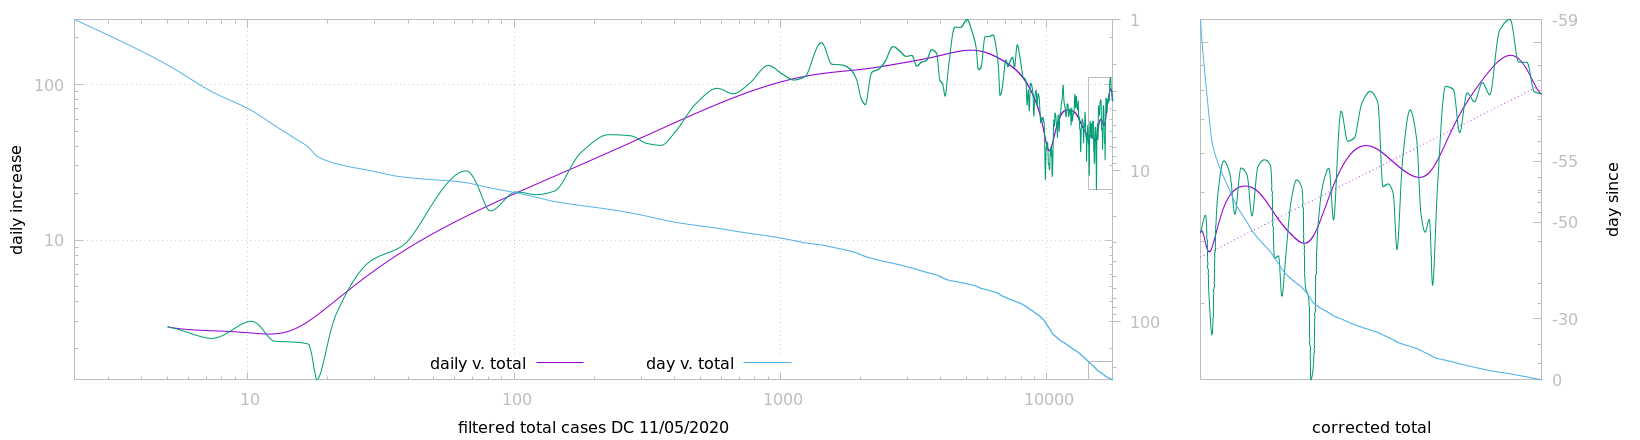 daily increase
100
10
1
10
100
daily v. total
day v. total
10
100
1000
10000
filtered total cases DC 11/05/2020
-59
-55
-50
-30
0
day since
corrected total